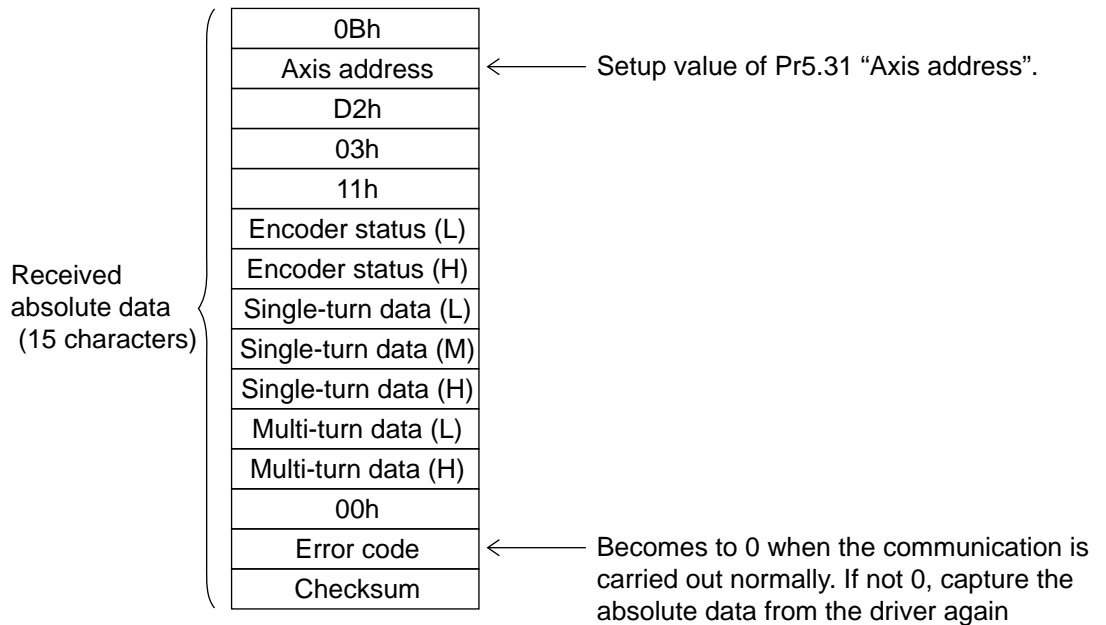 0Bh
Axis address
Setup value of Pr5.31 “Axis address”.
D2h
03h
11h
Encoder status (L)
Encoder status (H)
Received
absolute data
(15 characters)
Single-turn data (L)
Single-turn data (M)
Single-turn data (H)
Multi-turn data (L)
Multi-turn data (H)
00h
Error code
Becomes to 0 when the communication is
carried out normally. If not 0, capture the
absolute data from the driver again
Checksum